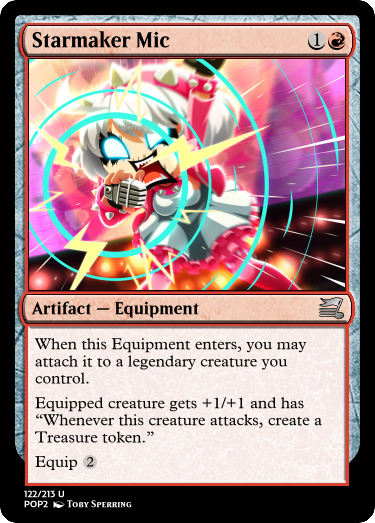 Starmaker Mic
1
Artifact — Equipment
When this Equipment enters, you may
attach it to a legendary creature you
control.
Equipped creature gets +1/+1 and has
“Whenever this creature attacks, create a
Treasure token.”
Equip 2
122/213 U
POP2 Toby Sperring